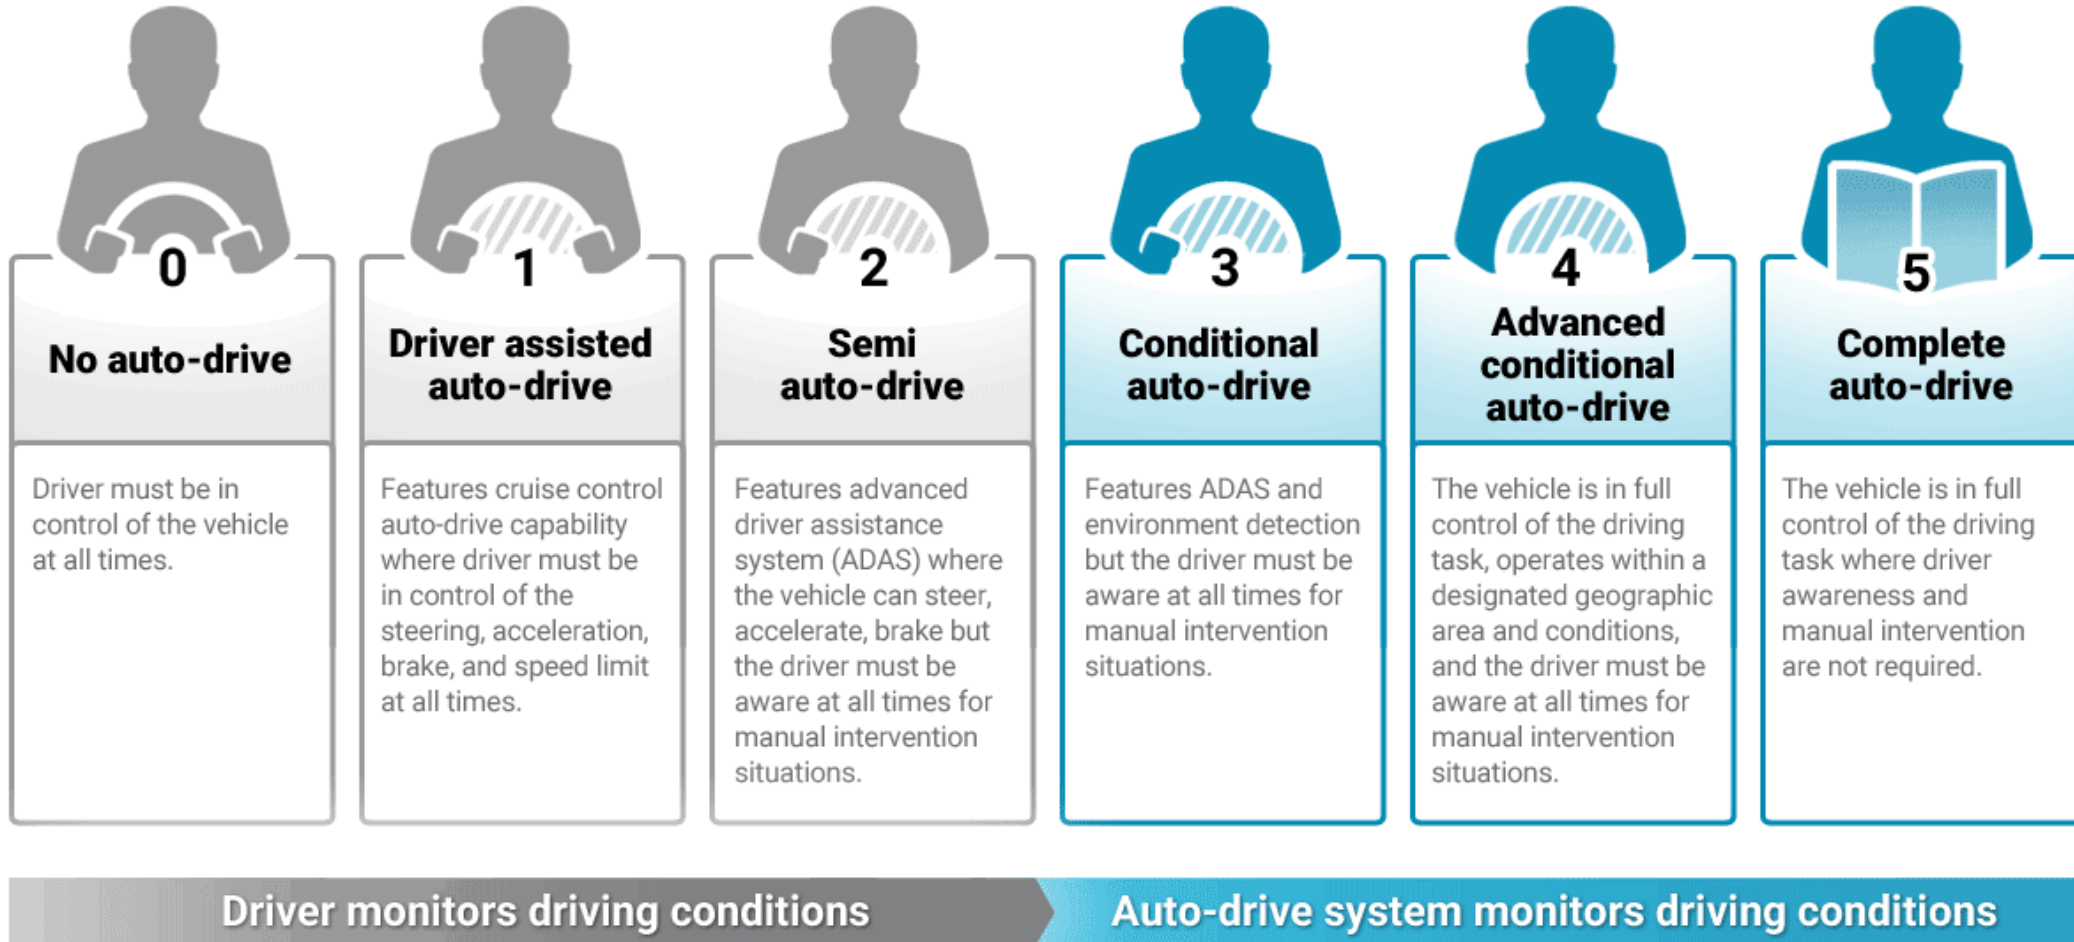 0
No auto-drive
Driver must be in
control of the vehicle
at all times.
1
Driver assisted
auto-drive
Features cruise control
auto-drive capability
where driver must be
in control of the
steering, acceleration,
brake, and speed limit
at all times.
2
Semi
auto-drive
Features advanced
driver assistance
system (ADAS) where
the vehicle can steer,
accelerate, brake but
the driver must be
aware at all times for
manual intervention
situations.
3
Conditional
auto-drive
Features ADAS and
environment detection
but the driver must be
aware at all times for
manual intervention
situations.
4
Advanced
conditional
auto-drive
The vehicle is in full
control of the driving
task, operates within a
designated geographic
area and conditions,
and the driver must be
aware at all times for
manual intervention
situations.
5
Complete
auto-drive
The vehicle is in full
control of the driving
task where driver
awareness and
manual intervention
are not required.
Driver monitors driving conditions
Auto-drive system monitors driving conditions